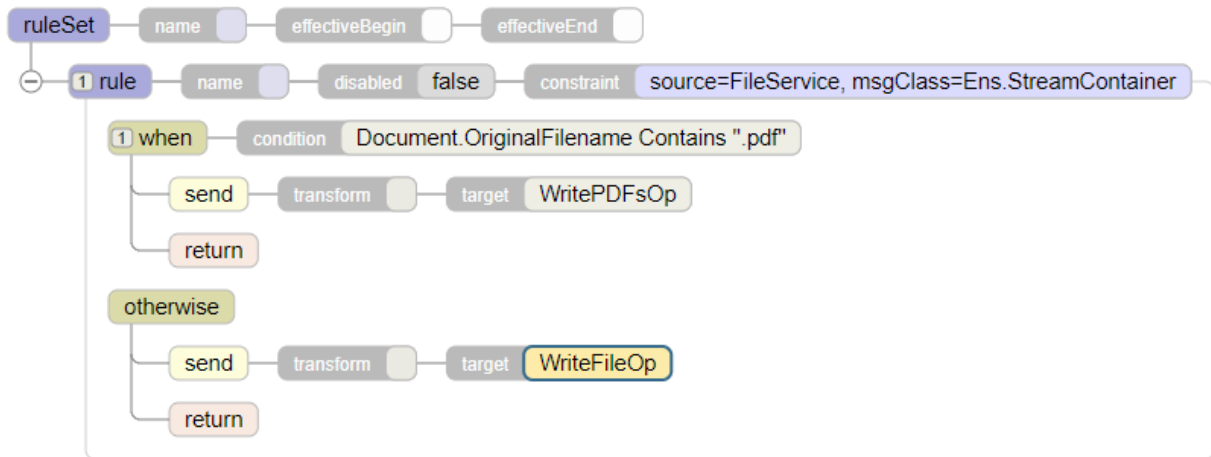 ruleSet name effectiveBegin effectiveEnd
1 rule name disabled false constraint source=FileService, msgClass=Ens.StreamContainer
1 when condition Document.OriginalFilename Contains ".pdf"
send transform target WritePDFsOp
return
otherwise
send transform target WriteFileOp
return